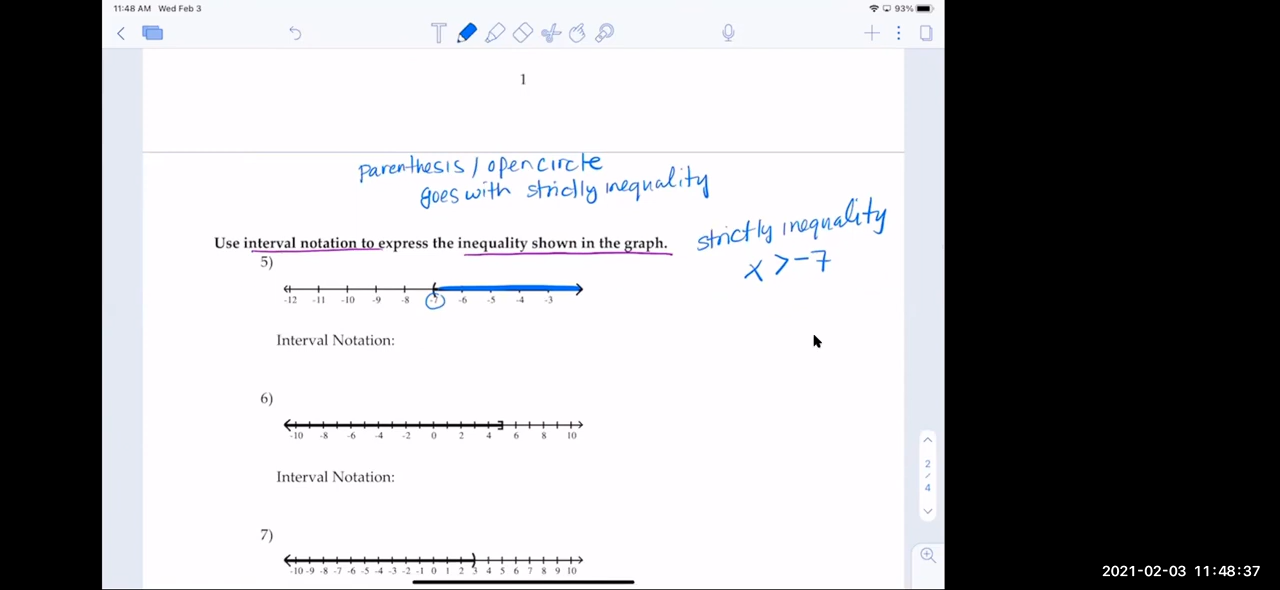 11:48 AM Wed Feb 3
93%
1
parenthesis / open circle
goes with strictly inequality
strictly inequality
x > -7
Use interval notation to express the inequality shown in the graph.
5)
-12 -11 -10 -9 -8 -7 -6 -5 -4 -3
Interval Notation:
6)
-10 -8 -6 -4 -2 0 2 4 6 8 10
Interval Notation:
7)
-10 -9 -8 -7 -6 -5 -4 -3 -2 -1 0 1 2 3 4 5 6 7 8 9 10
2
/
4
2021-02-03 11:48:37